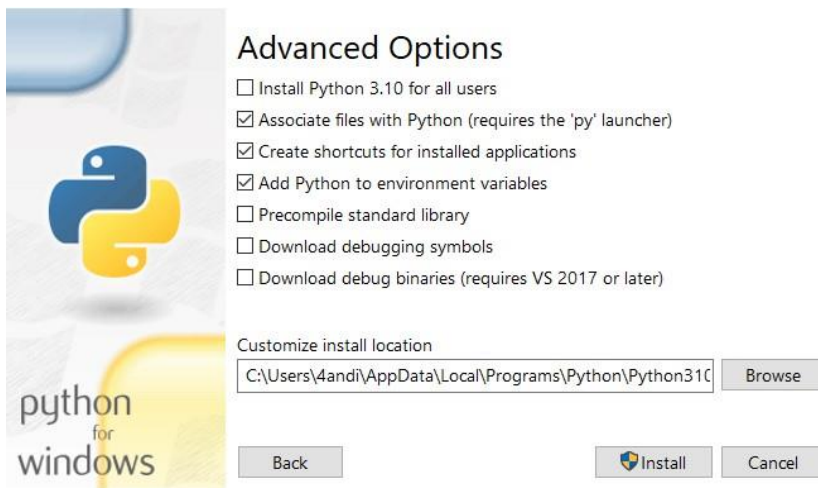 Advanced Options
Install Python 3.10 for all users
Associate files with Python (requires the 'py' launcher)
Create shortcuts for installed applications
Add Python to environment variables
Precompile standard library
Download debugging symbols
Download debug binaries (requires VS 2017 or later)
Customize install location
C:\Users\4andi\AppData\Local\Programs\Python\Python310
Browse
python
for
windows
Back
Install
Cancel